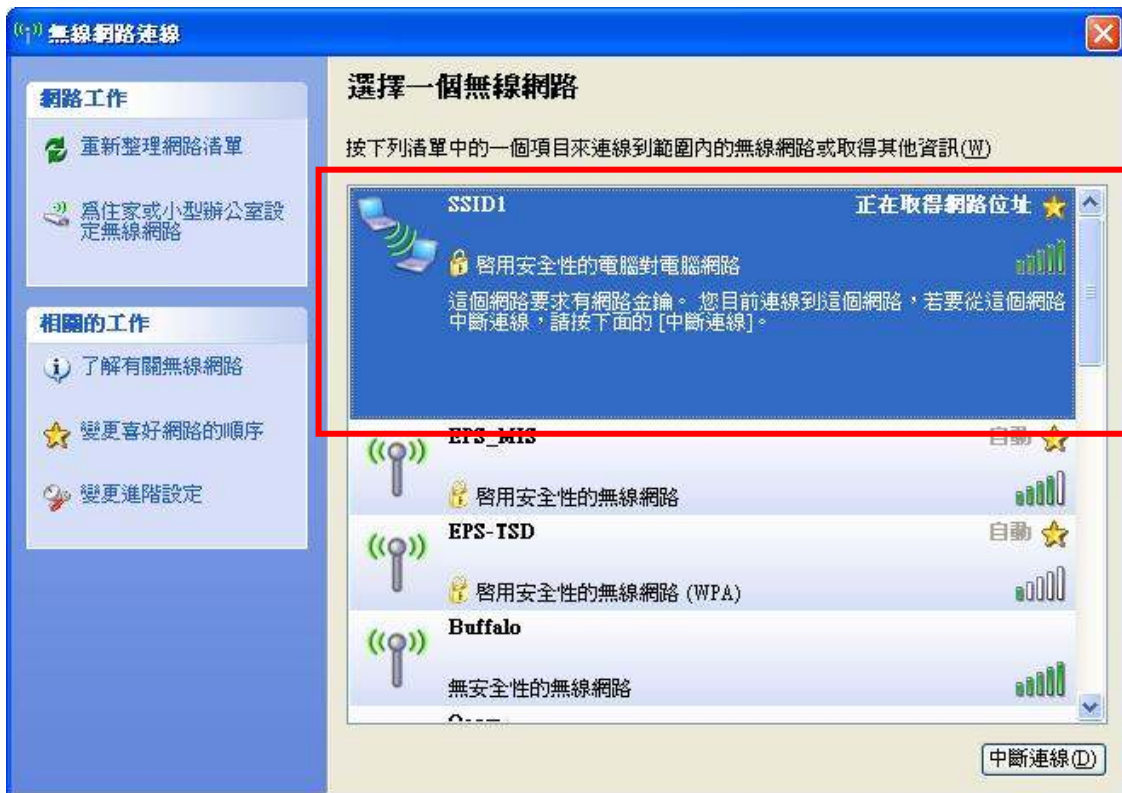 無線網路連線
網路工作
重新整理網路清單
為住家或小型辦公室設
定無線網路
相關的工作
了解有關無線網路
變更喜好網路的順序
變更進階設定
選擇一個無線網路
按下列清單中的一個項目來連線到範圍內的無線網路或取得其他資訊(W)
SSID1 正在取得網路位址
啓用安全性的電腦對電腦網路
這個網路要求有網路金鑰。您目前連線到這個網路，若要從這個網路
中斷連線，請按下面的 [中斷連線]。
EPS_MIS 自動
啓用安全性的無線網路
EPS-TSD 自動
啓用安全性的無線網路 (WPA)
Buffalo
無安全性的無線網路
中斷連線(D)